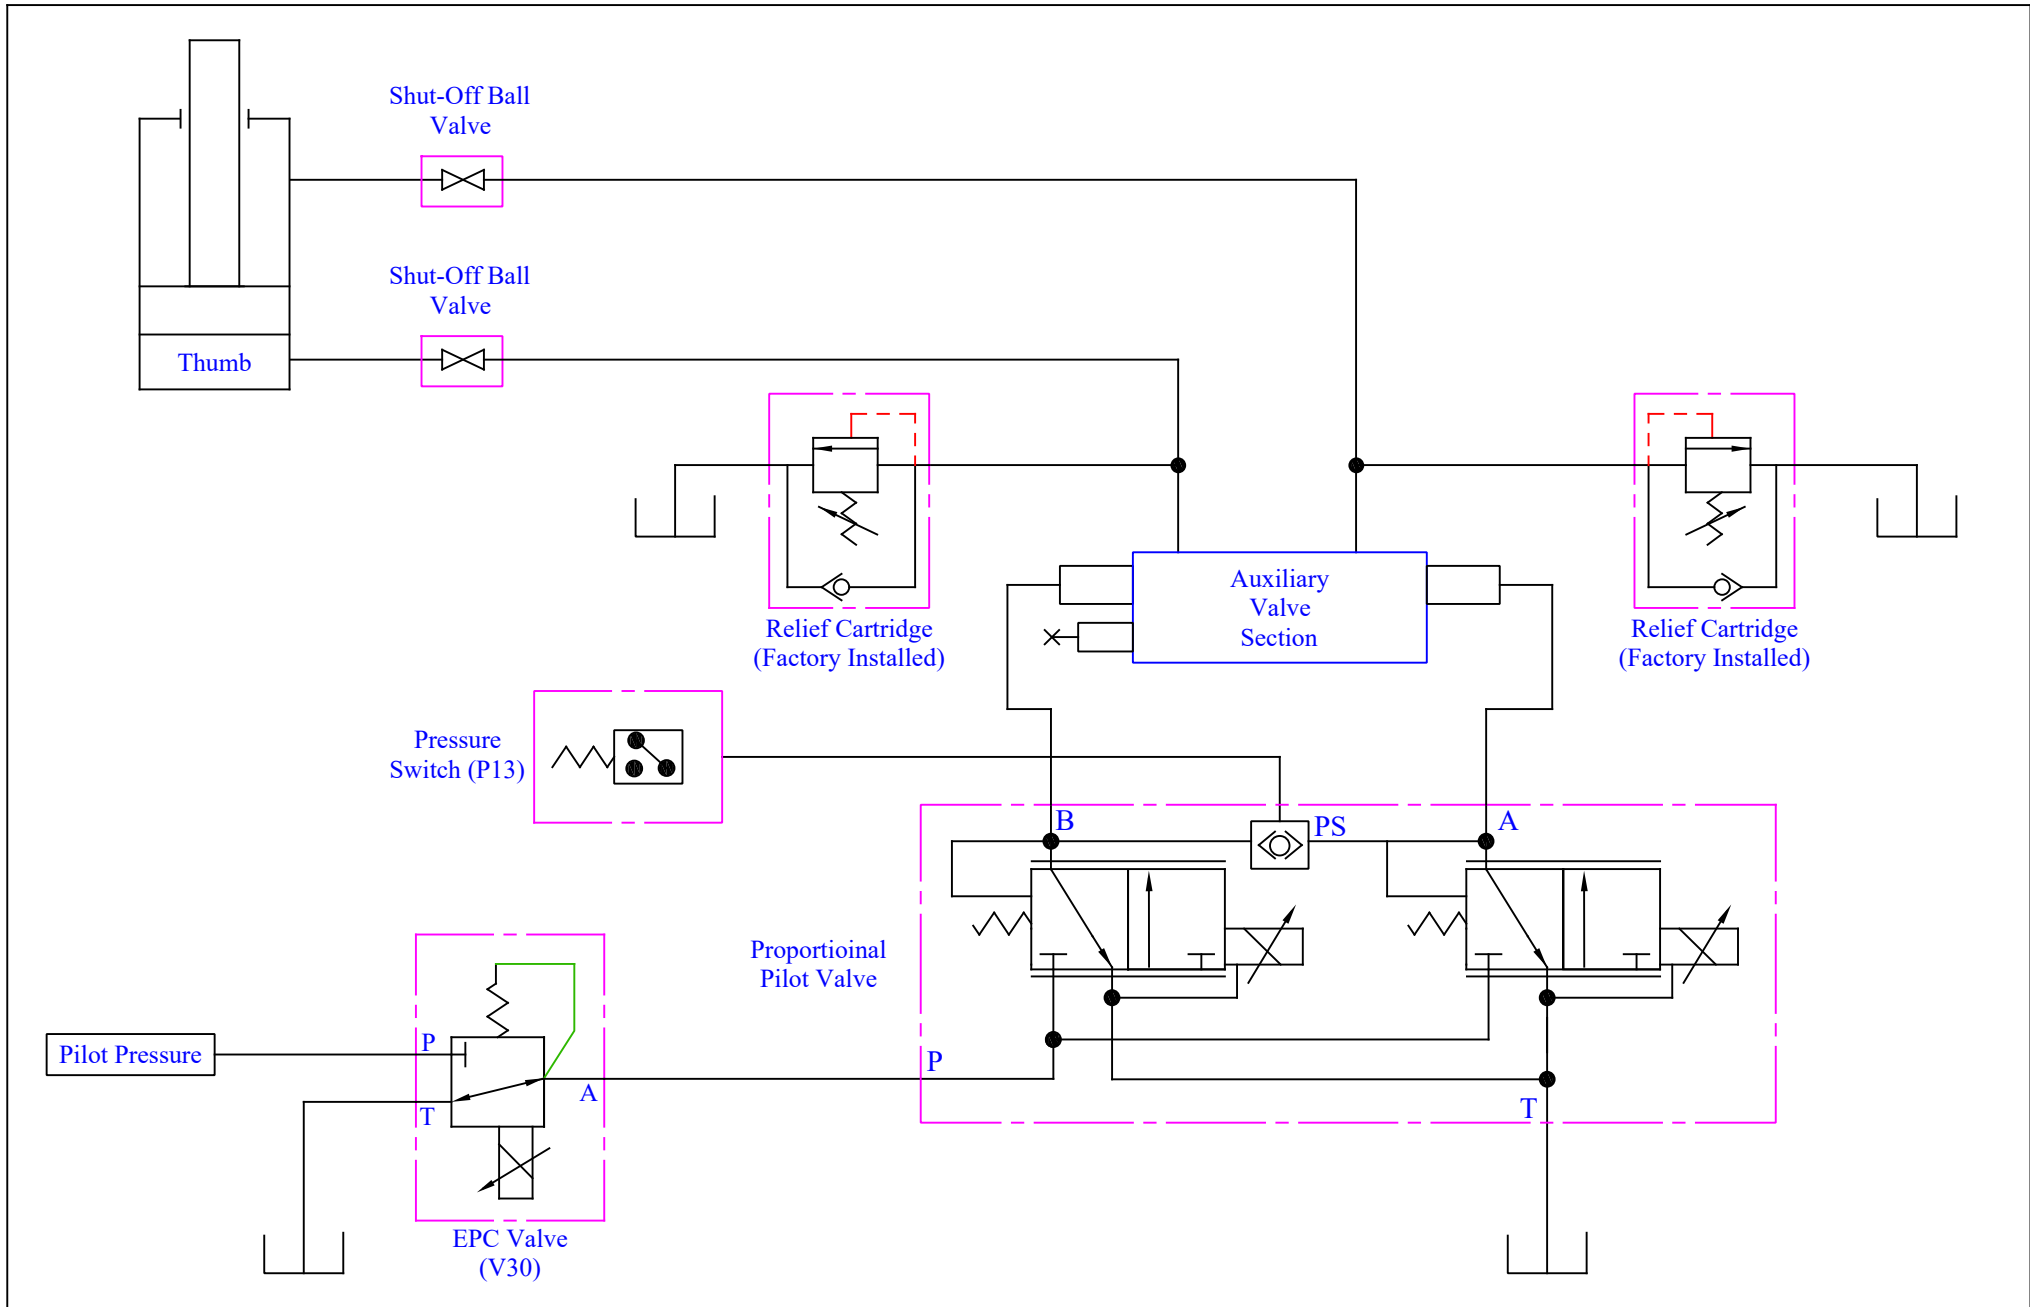 Shut-Off Ball
Valve
Shut-Off Ball
Valve
Thumb
Auxiliary
Valve
Section
Relief Cartridge
(Factory Installed)
Relief Cartridge
(Factory Installed)
Pressure
Switch (P13)
B
PS
A
Proportioinal
Pilot Valve
Pilot Pressure
P
T
A
P
T
EPC Valve
(V30)